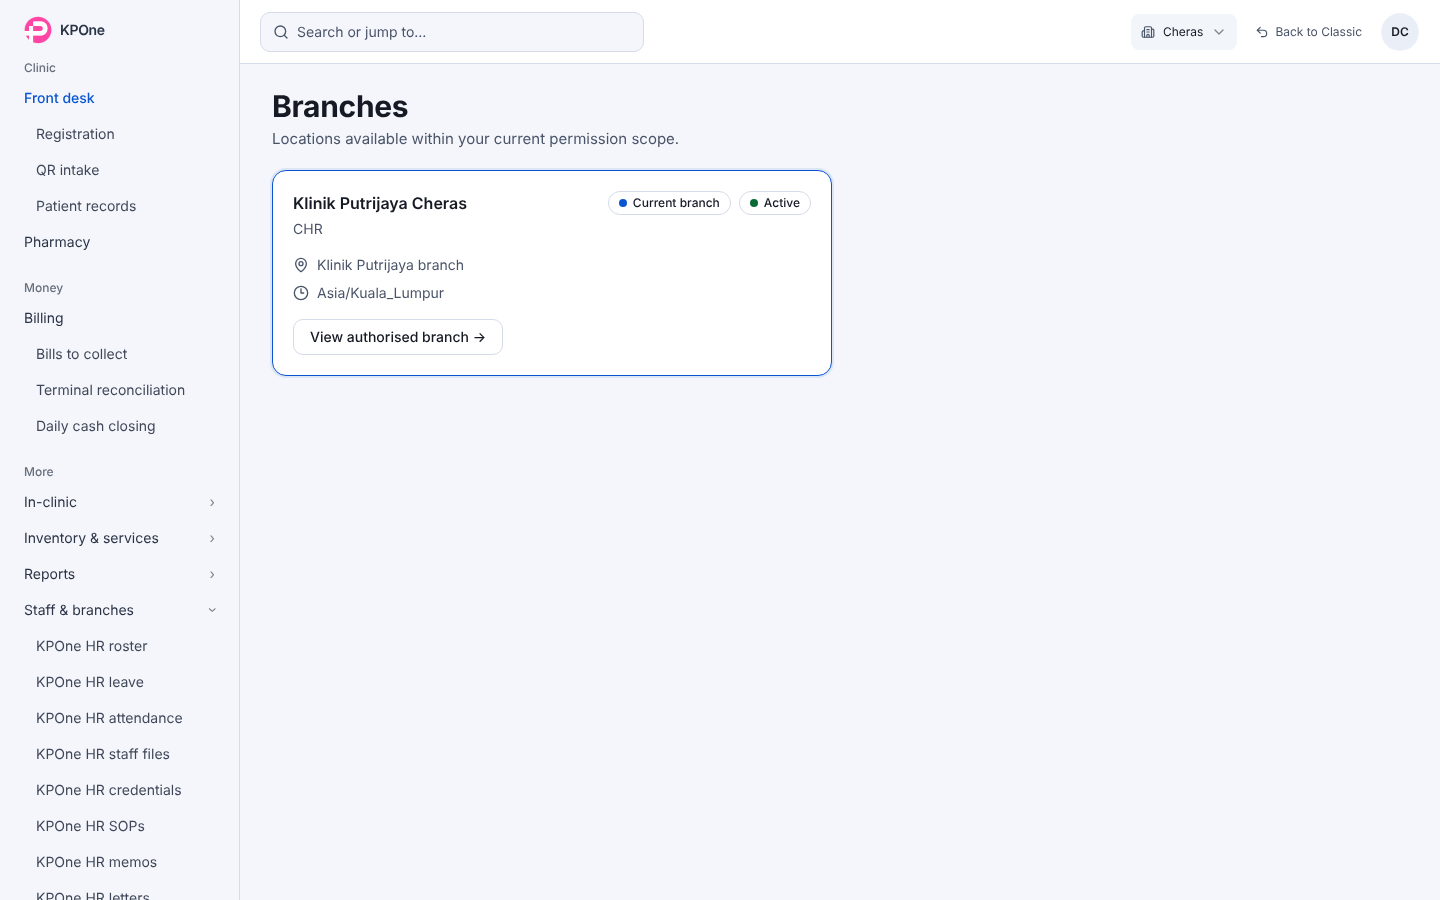 KPOne
Clinic
Front desk
Registration
QR intake
Patient records
Pharmacy
Money
Billing
Bills to collect
Terminal reconciliation
Daily cash closing
More
In-clinic
Inventory & services
Reports
Staff & branches
KPOne HR roster
KPOne HR leave
KPOne HR attendance
KPOne HR staff files
KPOne HR credentials
KPOne HR SOPs
KPOne HR memos
KPOne HR letters
Search or jump to...
Cheras
Back to Classic
DC
Branches
Locations available within your current permission scope.
Klinik Putrijaya Cheras
Current branch
Active
CHR
Klinik Putrijaya branch
Asia/Kuala_Lumpur
View authorised branch →